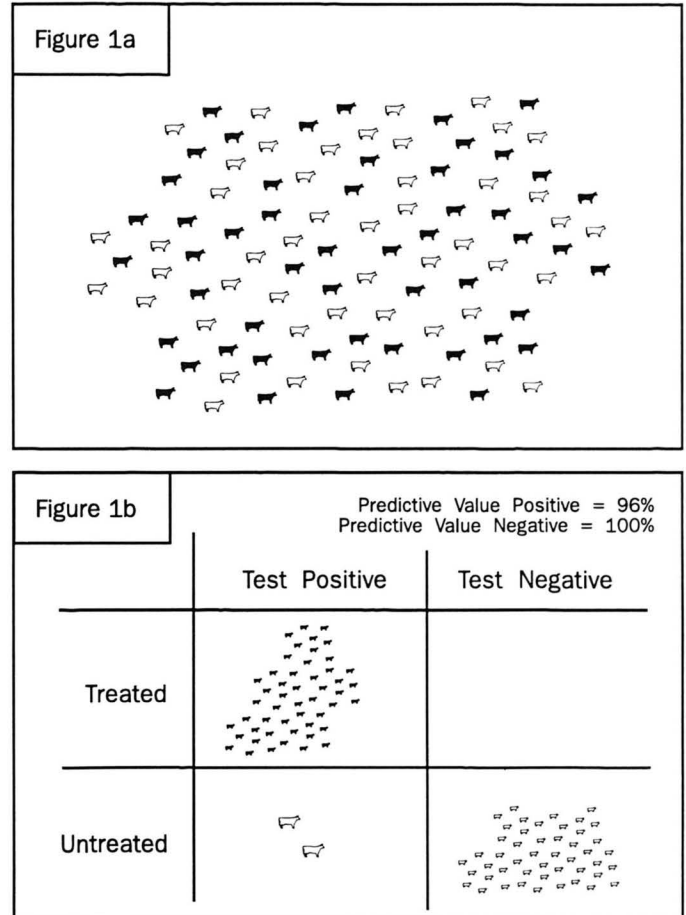 Figure 1a
Figure 1b
Predictive Value Positive = 96%
Predictive Value Negative = 100%
Test Positive
Test Negative
Treated
Untreated